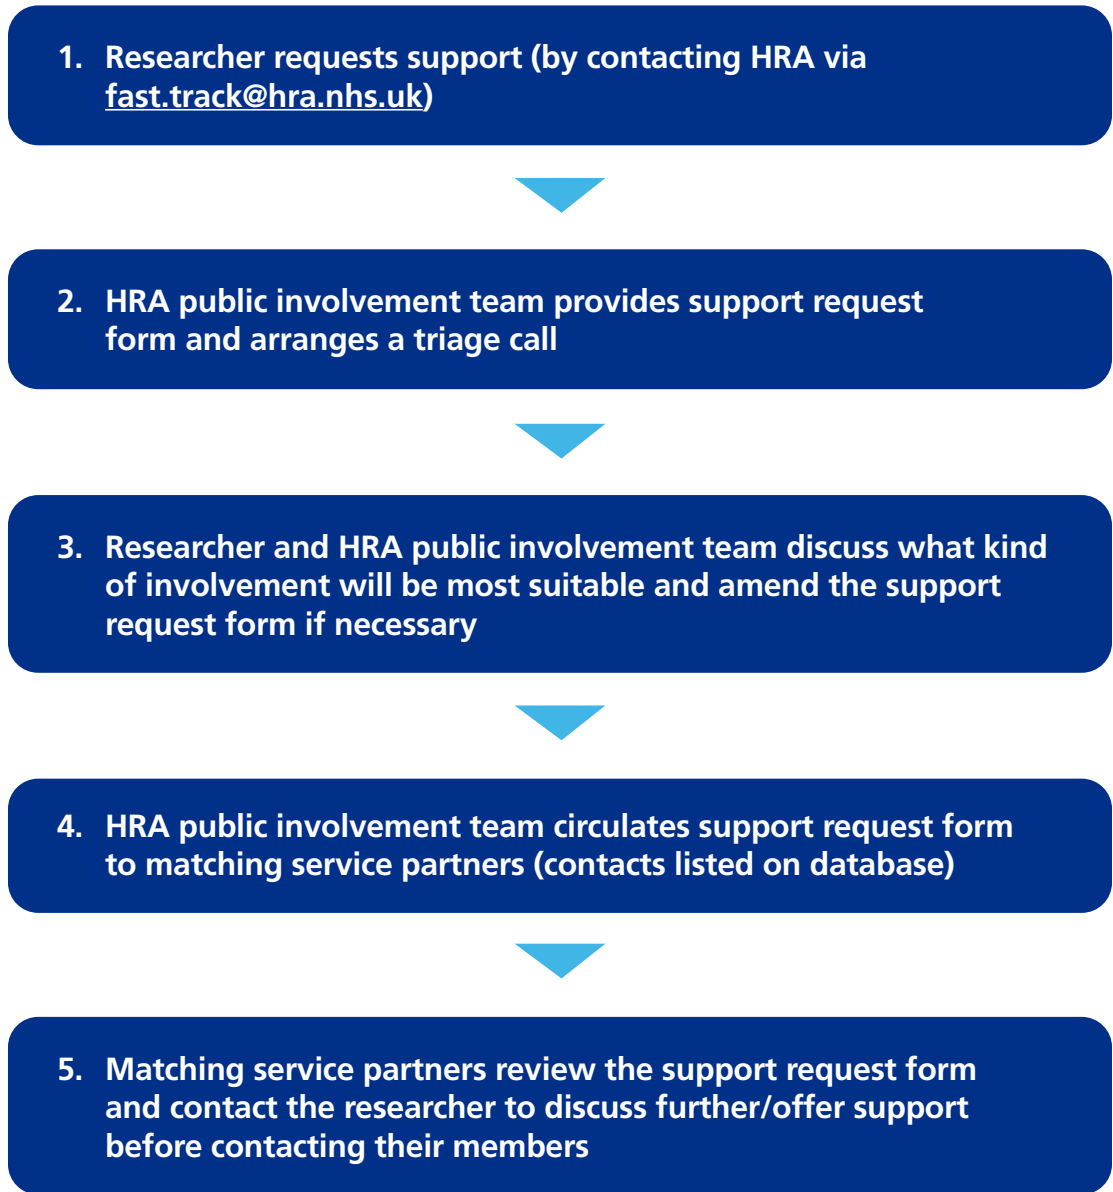 1. Researcher requests support (by contacting HRA via
fast.track@hra.nhs.uk)
2. HRA public involvement team provides support request
form and arranges a triage call
3. Researcher and HRA public involvement team discuss what kind
of involvement will be most suitable and amend the support
request form if necessary
4. HRA public involvement team circulates support request form
to matching service partners (contacts listed on database)
5. Matching service partners review the support request form
and contact the researcher to discuss further/offer support
before contacting their members